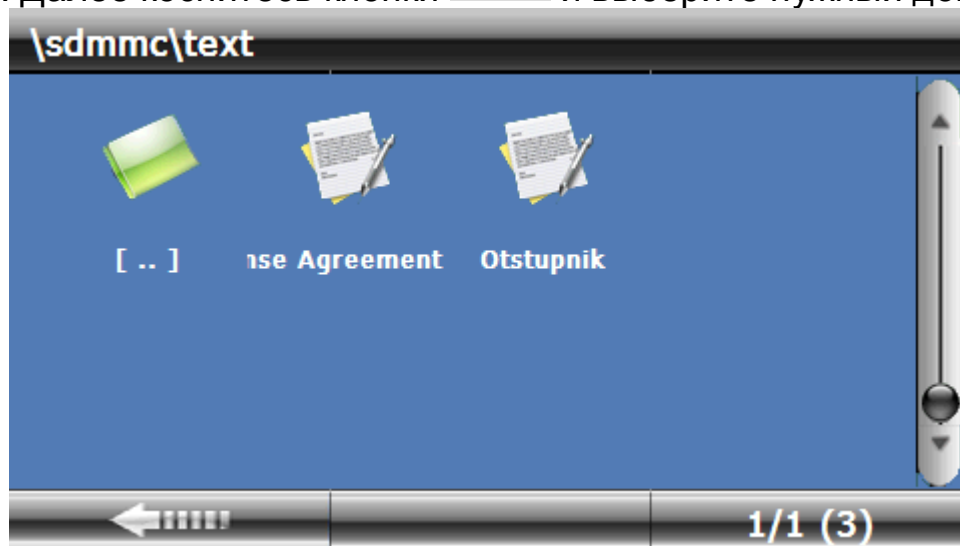 \sdmmc\text
[ .. ] nse Agreement Otstupnik
1/1 (3)